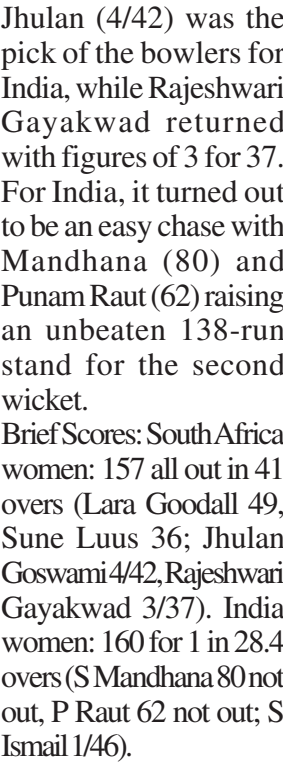 Jhulan (4/42) was the
pick of the bowlers for
India, while Rajeshwari
Gayakwad returned
with figures of 3 for 37.
For India, it turned out
to be an easy chase with
Mandhana (80) and
Punam Raut (62) raising
an unbeaten 138-run
stand for the second
wicket.
Brief Scores: South Africa
women: 157 all out in 41
overs (Lara Goodall 49,
Sune Luus 36; Jhulan
Goswami 4/42, Rajeshwari
Gayakwad 3/37). India
women: 160 for 1 in 28.4
overs (S Mandhana 80 not
out, P Raut 62 not out; S
Ismail 1/46).